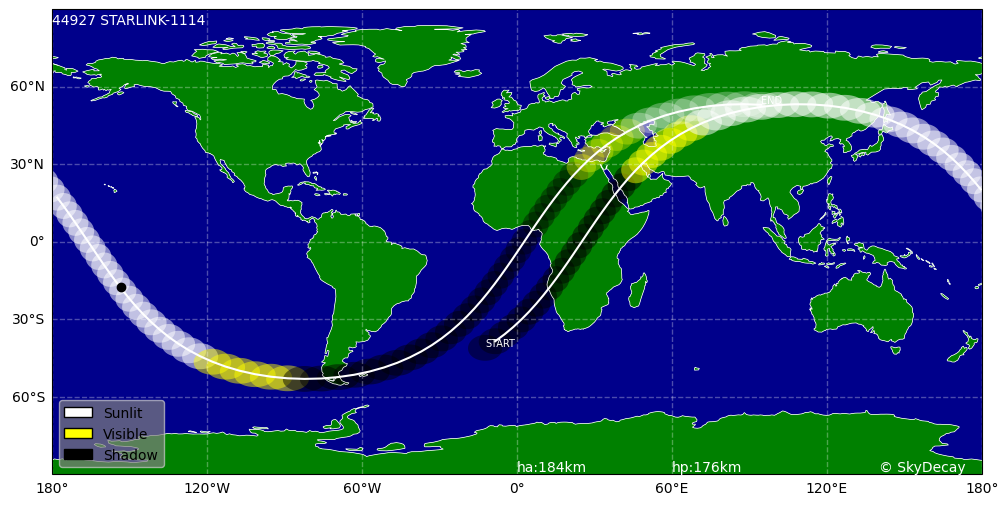 44927 STARLINK-1114
60°N
END
30°N
0°
30°S
START
60°S
Sunlit
Visible
Shadow
ha:184km
hp:176km
© SkyDecay
180°
120°W
60°W
0°
60°E
120°E
180°